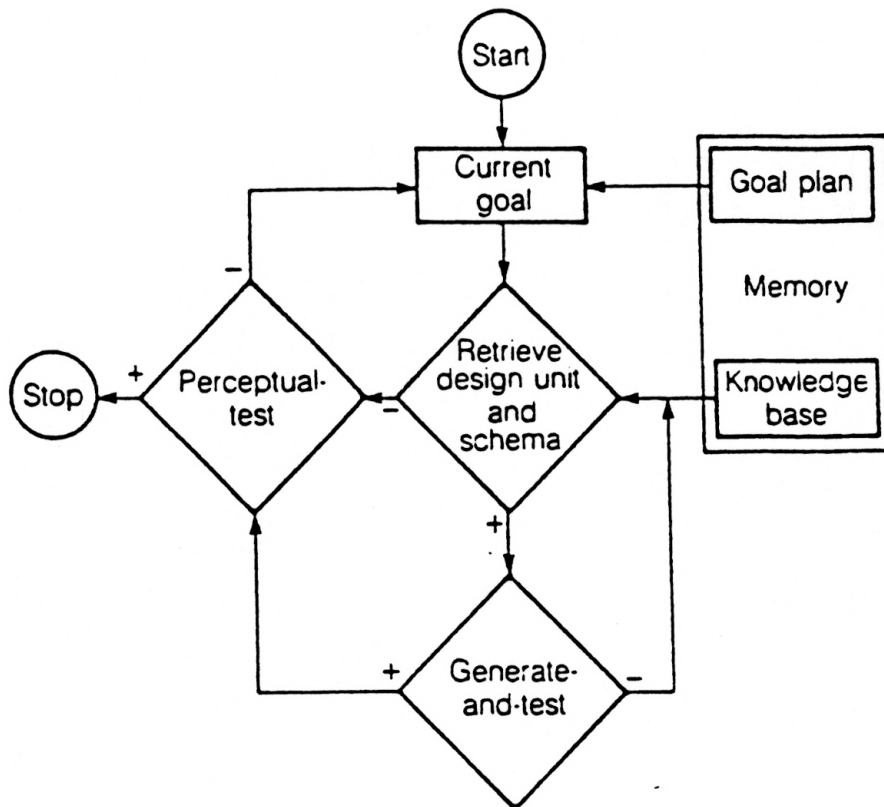 Start
Current
goal
Goal plan
Memory
–
Retrieve
design unit
and
schema
+
Perceptual-
test
Stop
–
Knowledge
base
+
+
Generate-
and-test
–